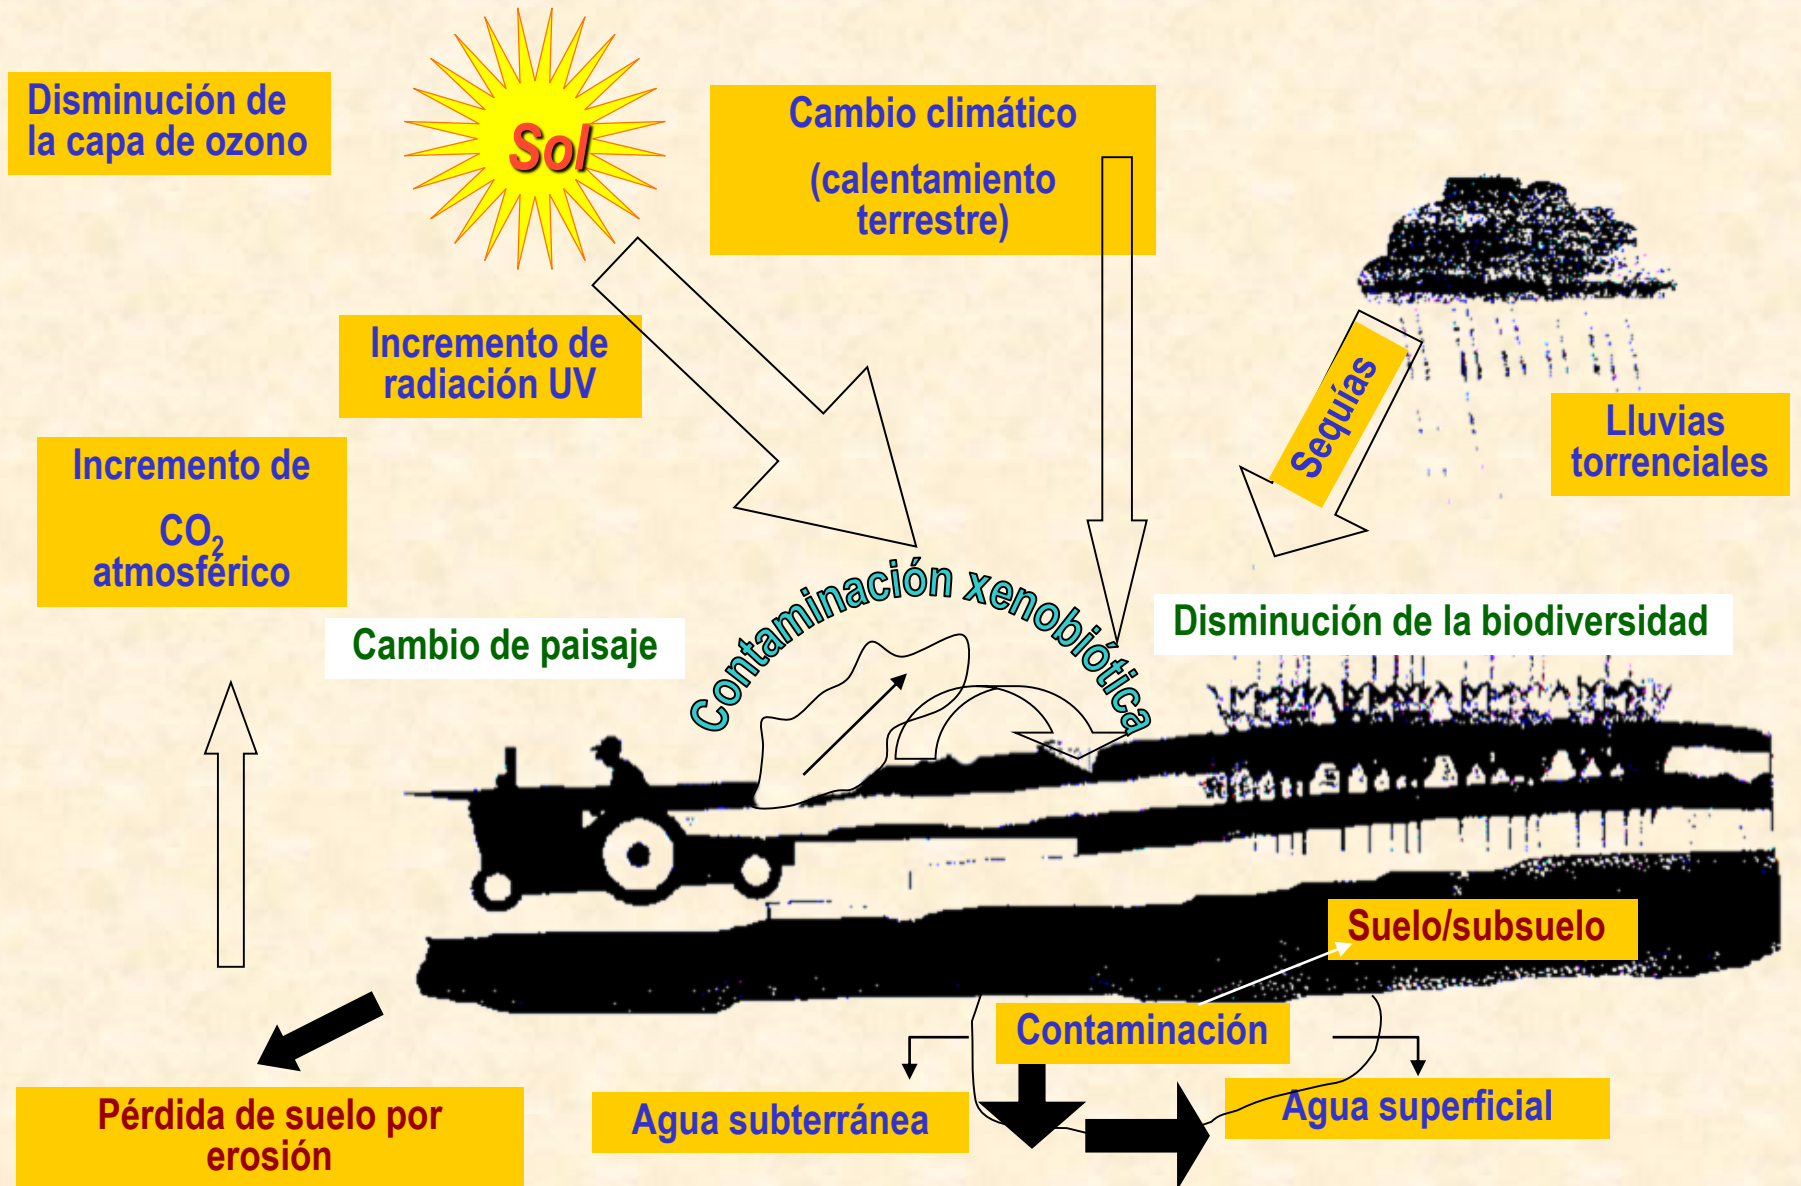 Disminución de
la capa de ozono
Sol
Cambio climático
(calentamiento
terrestre)
Incremento de
radiación UV
Sequías
Lluvias
torrenciales
Incremento de
CO₂
atmosférico
Contaminación xenobiótica
Cambio de paisaje
Disminución de la biodiversidad
Suelo/subsuelo
Contaminación
Agua subterránea
Agua superficial
Pérdida de suelo por
erosión